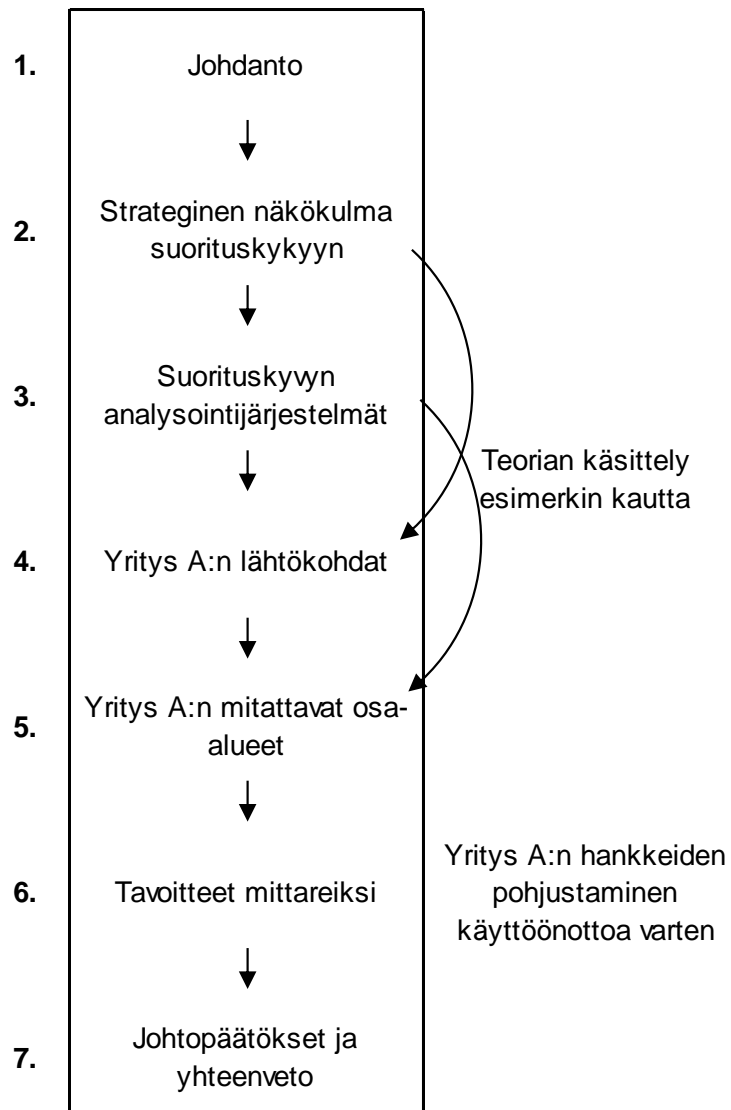 1. Johdanto
2. Strateginen näkökulma
suorituskykyyn
3. Suorituskyvyn
analysointijärjestelmät
Teorian käsittely
esimerkin kautta
4. Yritys A:n lähtökohdat
5. Yritys A:n mitattavat osa-
alueet
6. Tavoitteet mittareiksi
Yritys A:n hankkeiden
pohjustaminen
käyttöönottoa varten
7. Johtopäätökset ja
yhteenveto